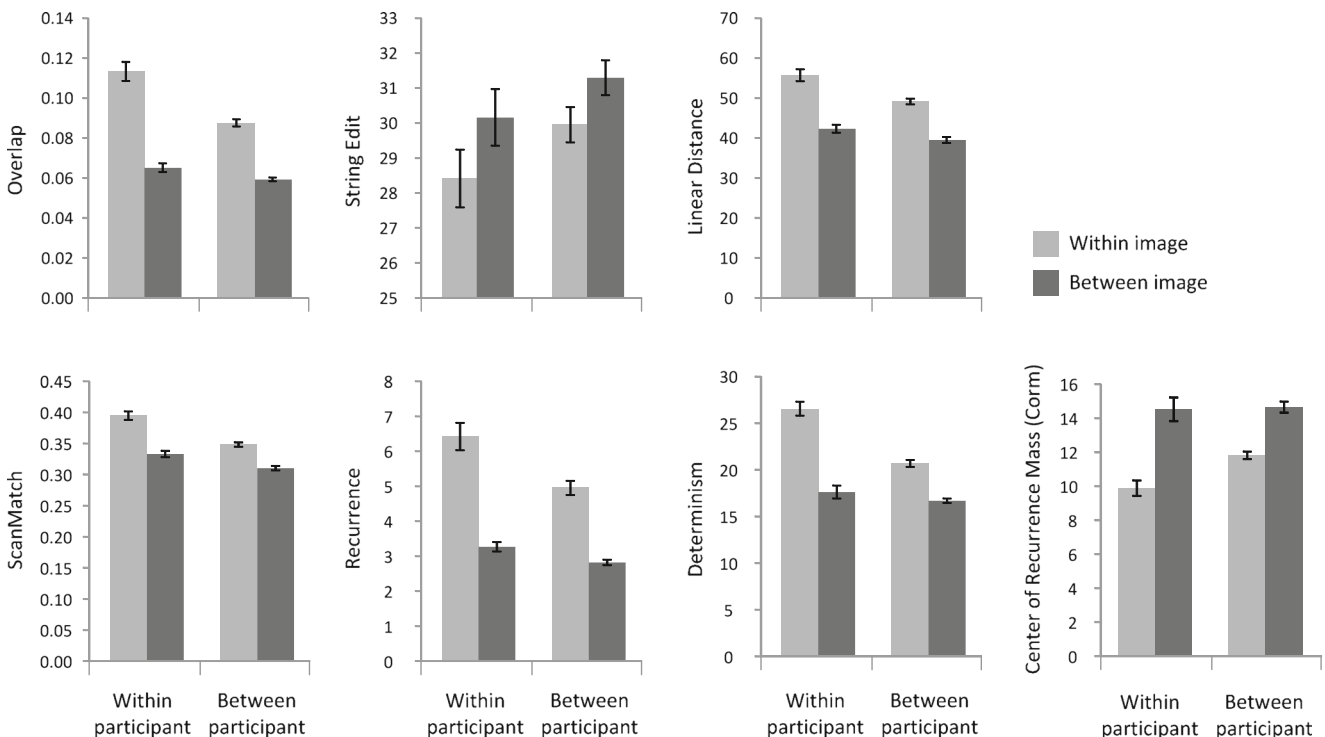 0.14
0.12
0.10
0.08
0.06
0.04
0.02
0.00
Overlap
33
32
31
30
29
28
27
26
25
String Edit
70
60
50
40
30
20
10
0
Linear Distance
Within image
Between image
0.45
0.40
0.35
0.30
0.25
0.20
0.15
0.10
0.05
0.00
ScanMatch
Within
participant
Between
participant
8
7
6
5
4
3
2
1
0
Recurrence
Within
participant
Between
participant
30
25
20
15
10
5
0
Determinism
Within
participant
Between
participant
16
14
12
10
8
6
4
2
0
Center of Recurrence Mass (Corm)
Within
participant
Between
participant